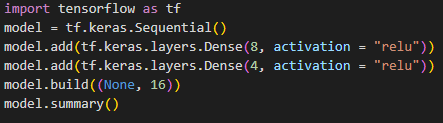 import tensorflow as tf
model = tf.keras.Sequential()
model.add(tf.keras.layers.Dense(8, activation = "relu"))
model.add(tf.keras.layers.Dense(4, activation = "relu"))
model.build((None, 16))
model.summary()